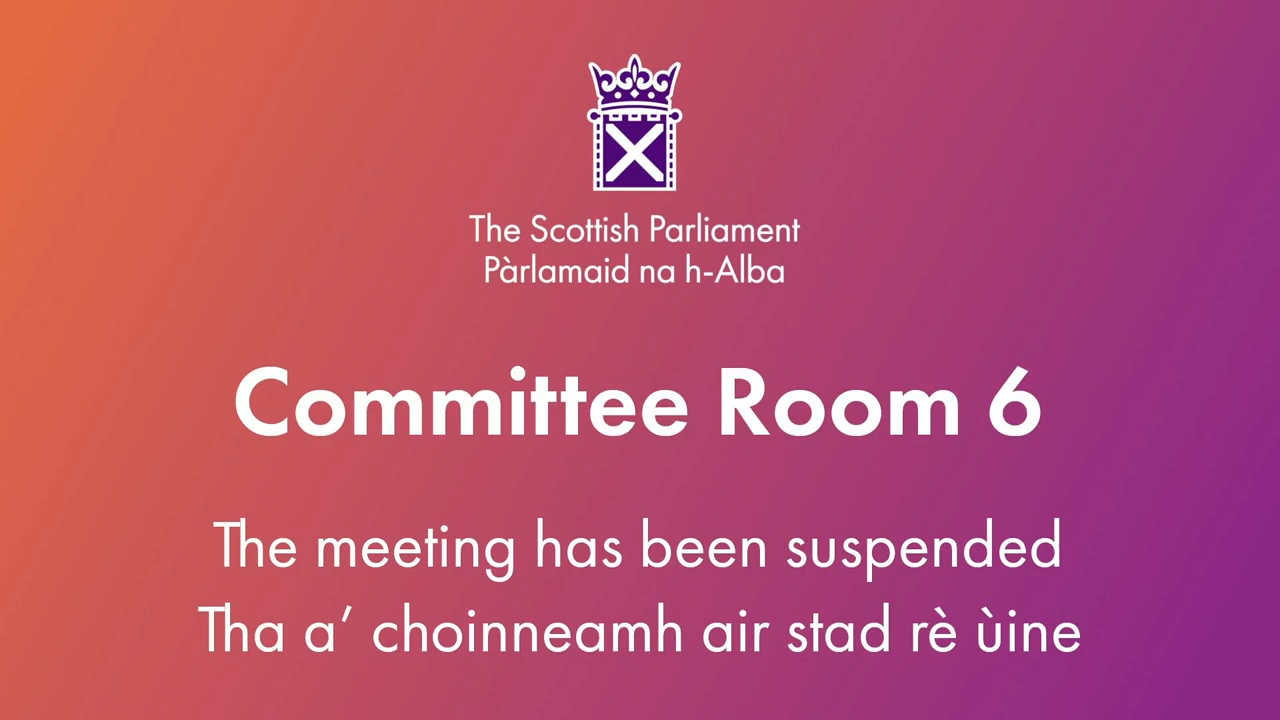 The Scottish Parliament
Pàrlamaid na h-Alba
Committee Room 6
The meeting has been suspended
Tha a’ choinneamh air stad rè ùine